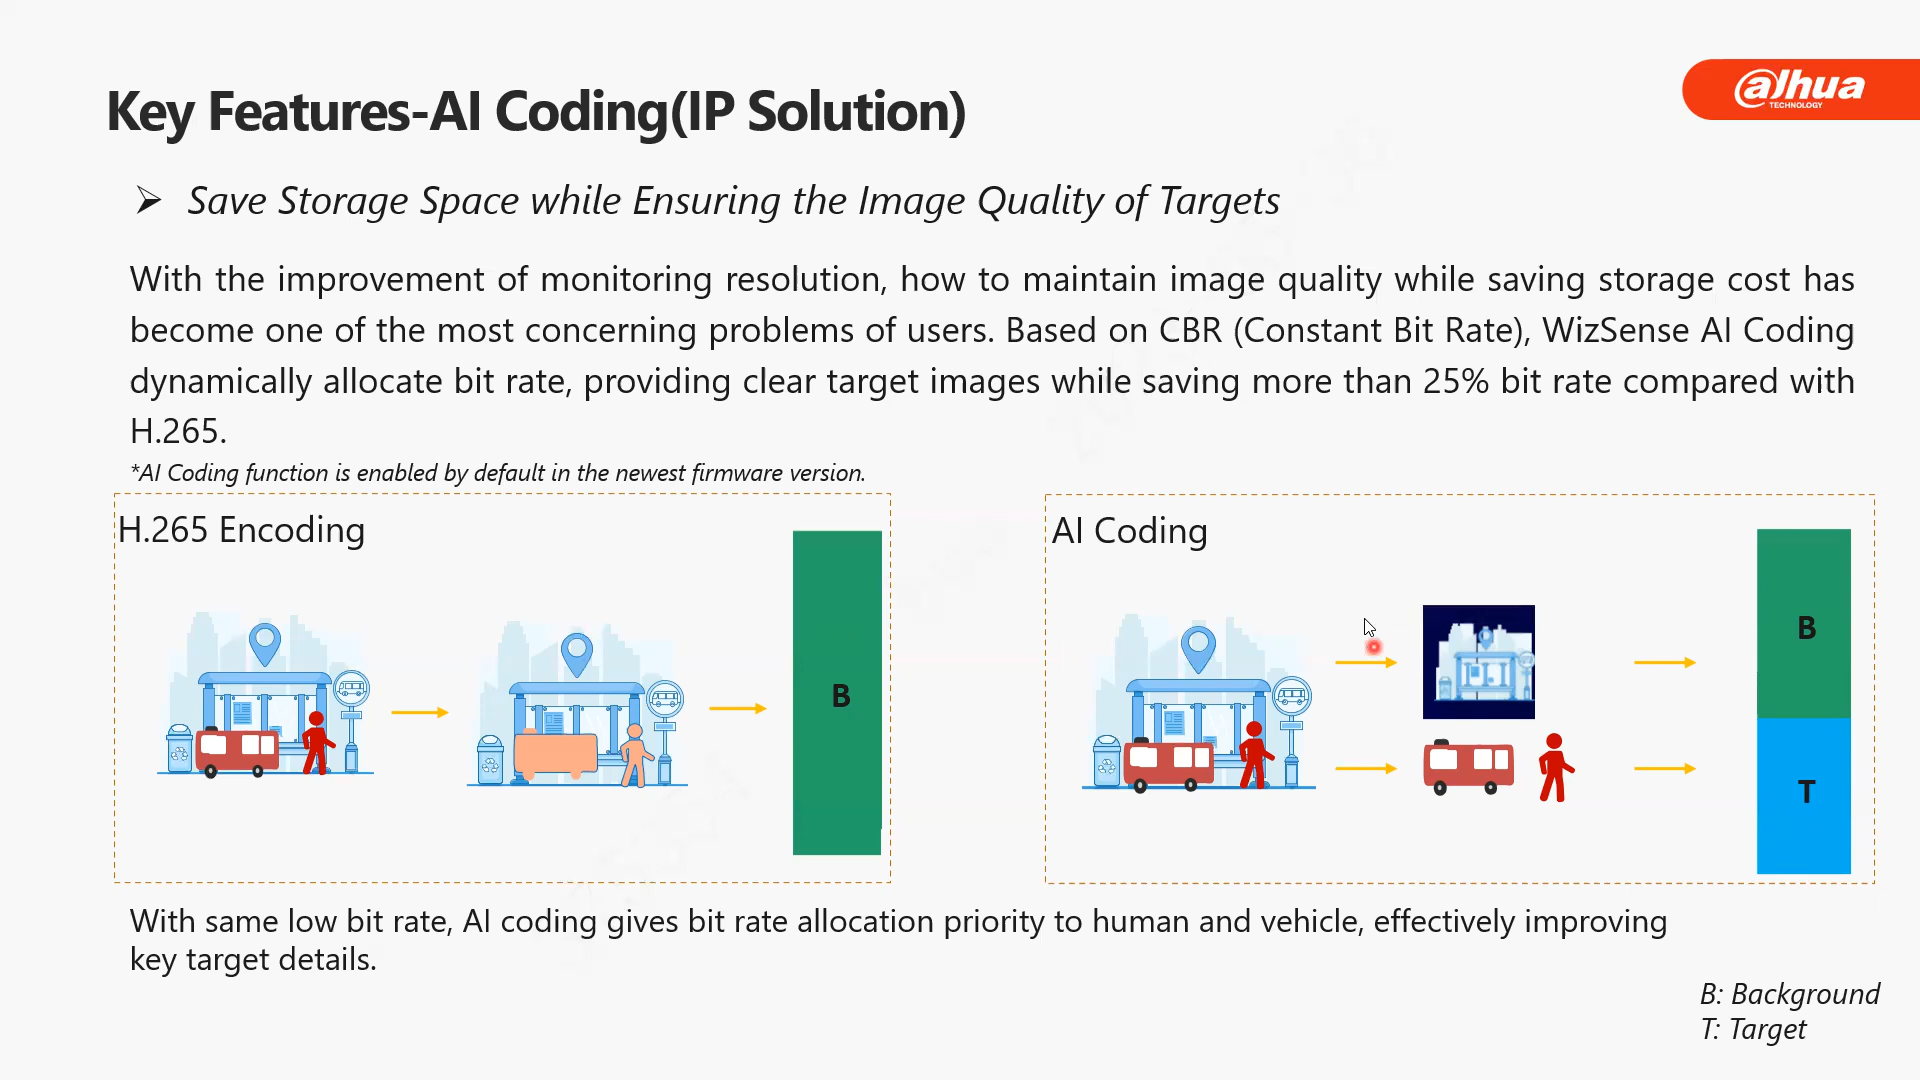 alhua
TECHNOLOGY
Key Features-AI Coding(IP Solution)
Save Storage Space while Ensuring the Image Quality of Targets
With the improvement of monitoring resolution, how to maintain image quality while saving storage cost has
become one of the most concerning problems of users. Based on CBR (Constant Bit Rate), WizSense AI Coding
dynamically allocate bit rate, providing clear target images while saving more than 25% bit rate compared with
H.265.
*AI Coding function is enabled by default in the newest firmware version.
H.265 Encoding
B
AI Coding
B
T
With same low bit rate, AI coding gives bit rate allocation priority to human and vehicle, effectively improving
key target details.
B: Background
T: Target